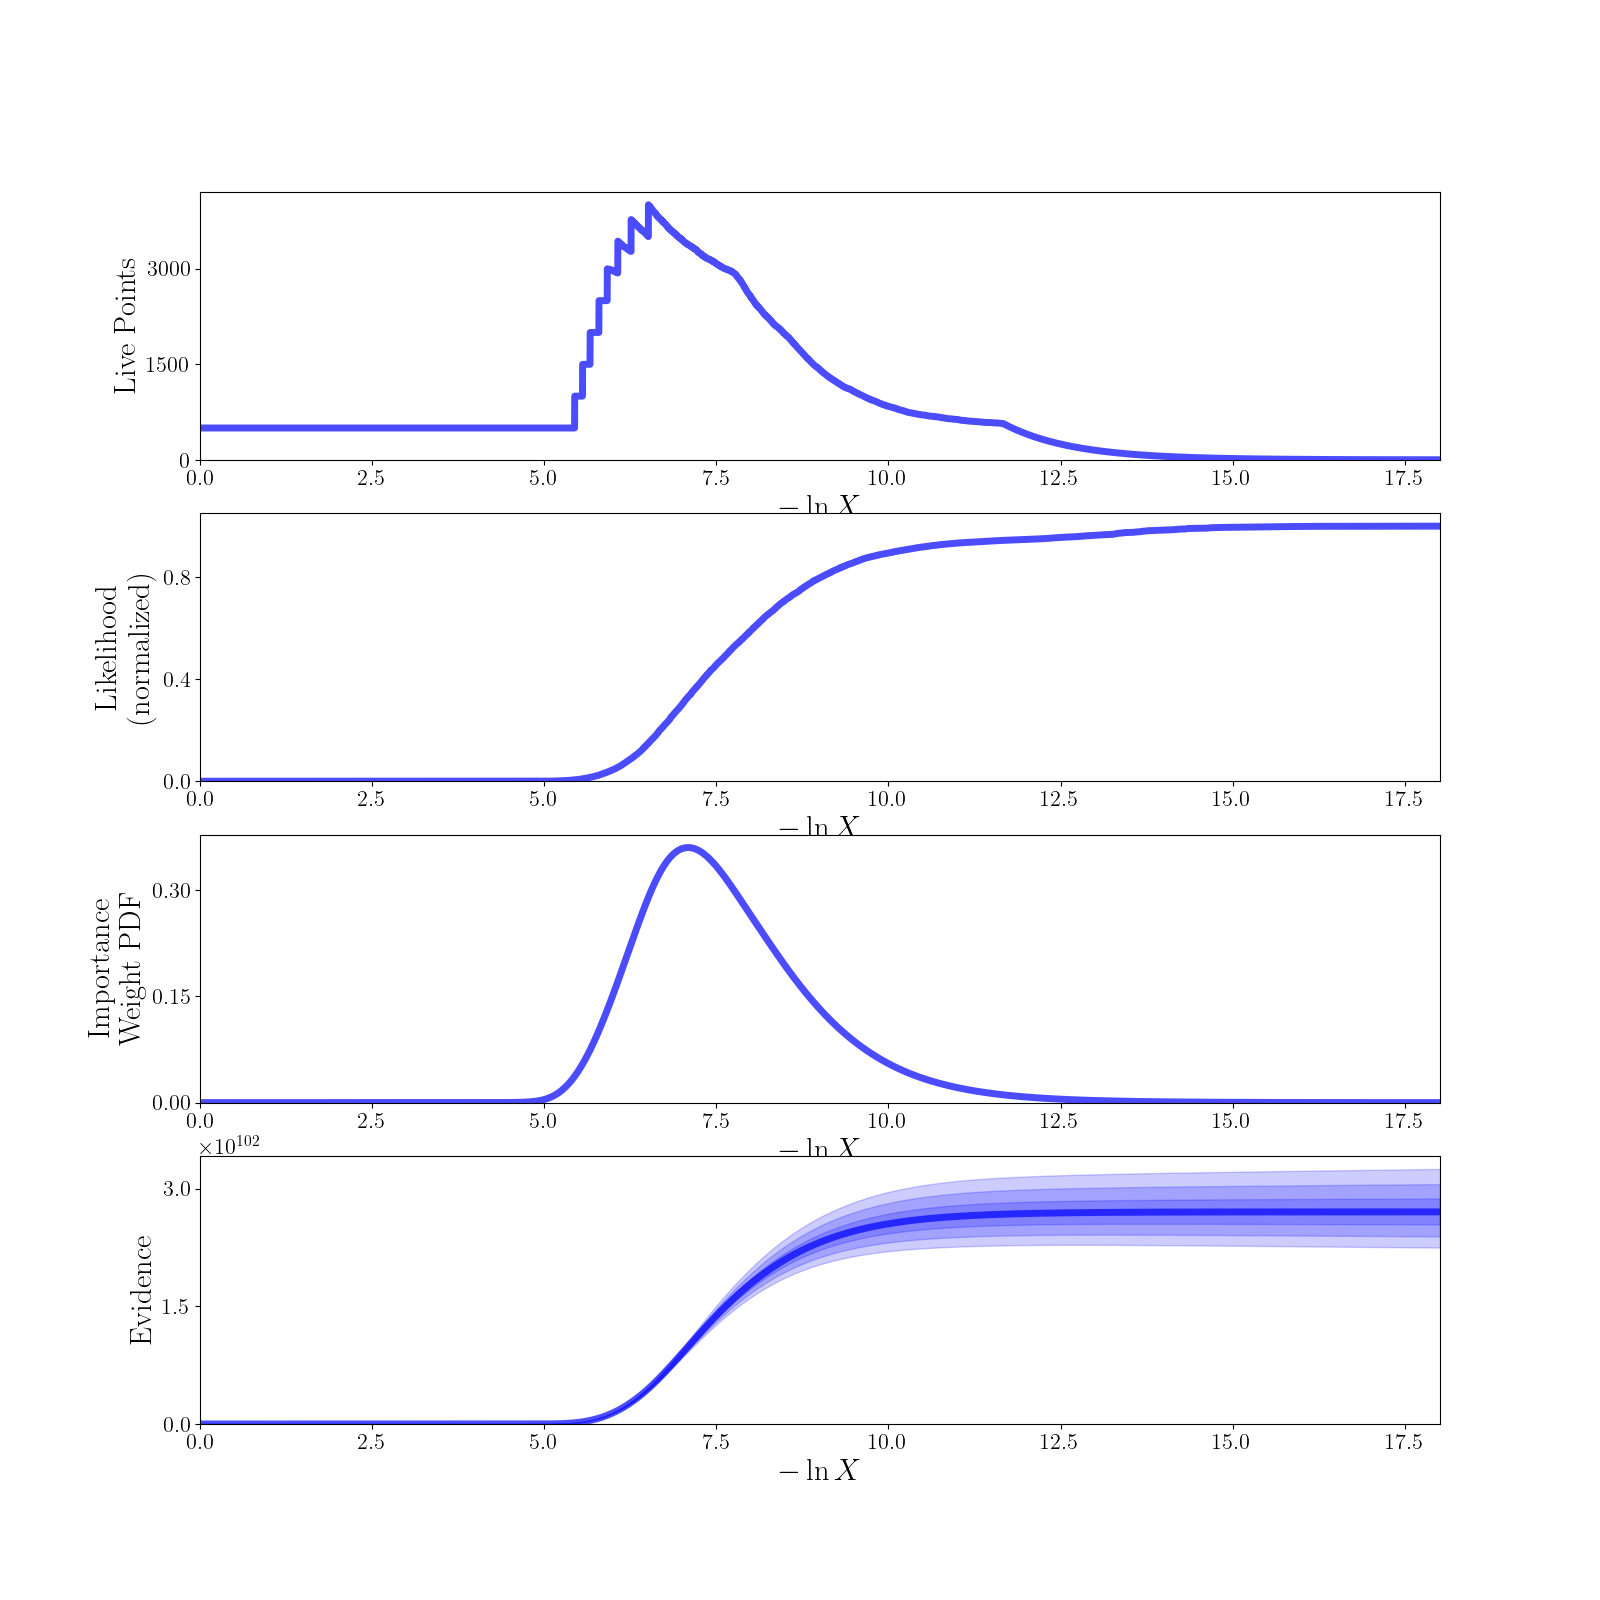 Live Points
3000
1500
0
0.0 2.5 5.0 7.5 10.0 12.5 15.0 17.5
− ln X
Likelihood
(normalized)
0.8
0.4
0.0
0.0 2.5 5.0 7.5 10.0 12.5 15.0 17.5
− ln X
Importance
Weight PDF
0.30
0.15
0.00
0.0 2.5 5.0 7.5 10.0 12.5 15.0 17.5
− ln X
×10^102
Evidence
3.0
1.5
0.0
0.0 2.5 5.0 7.5 10.0 12.5 15.0 17.5
− ln X